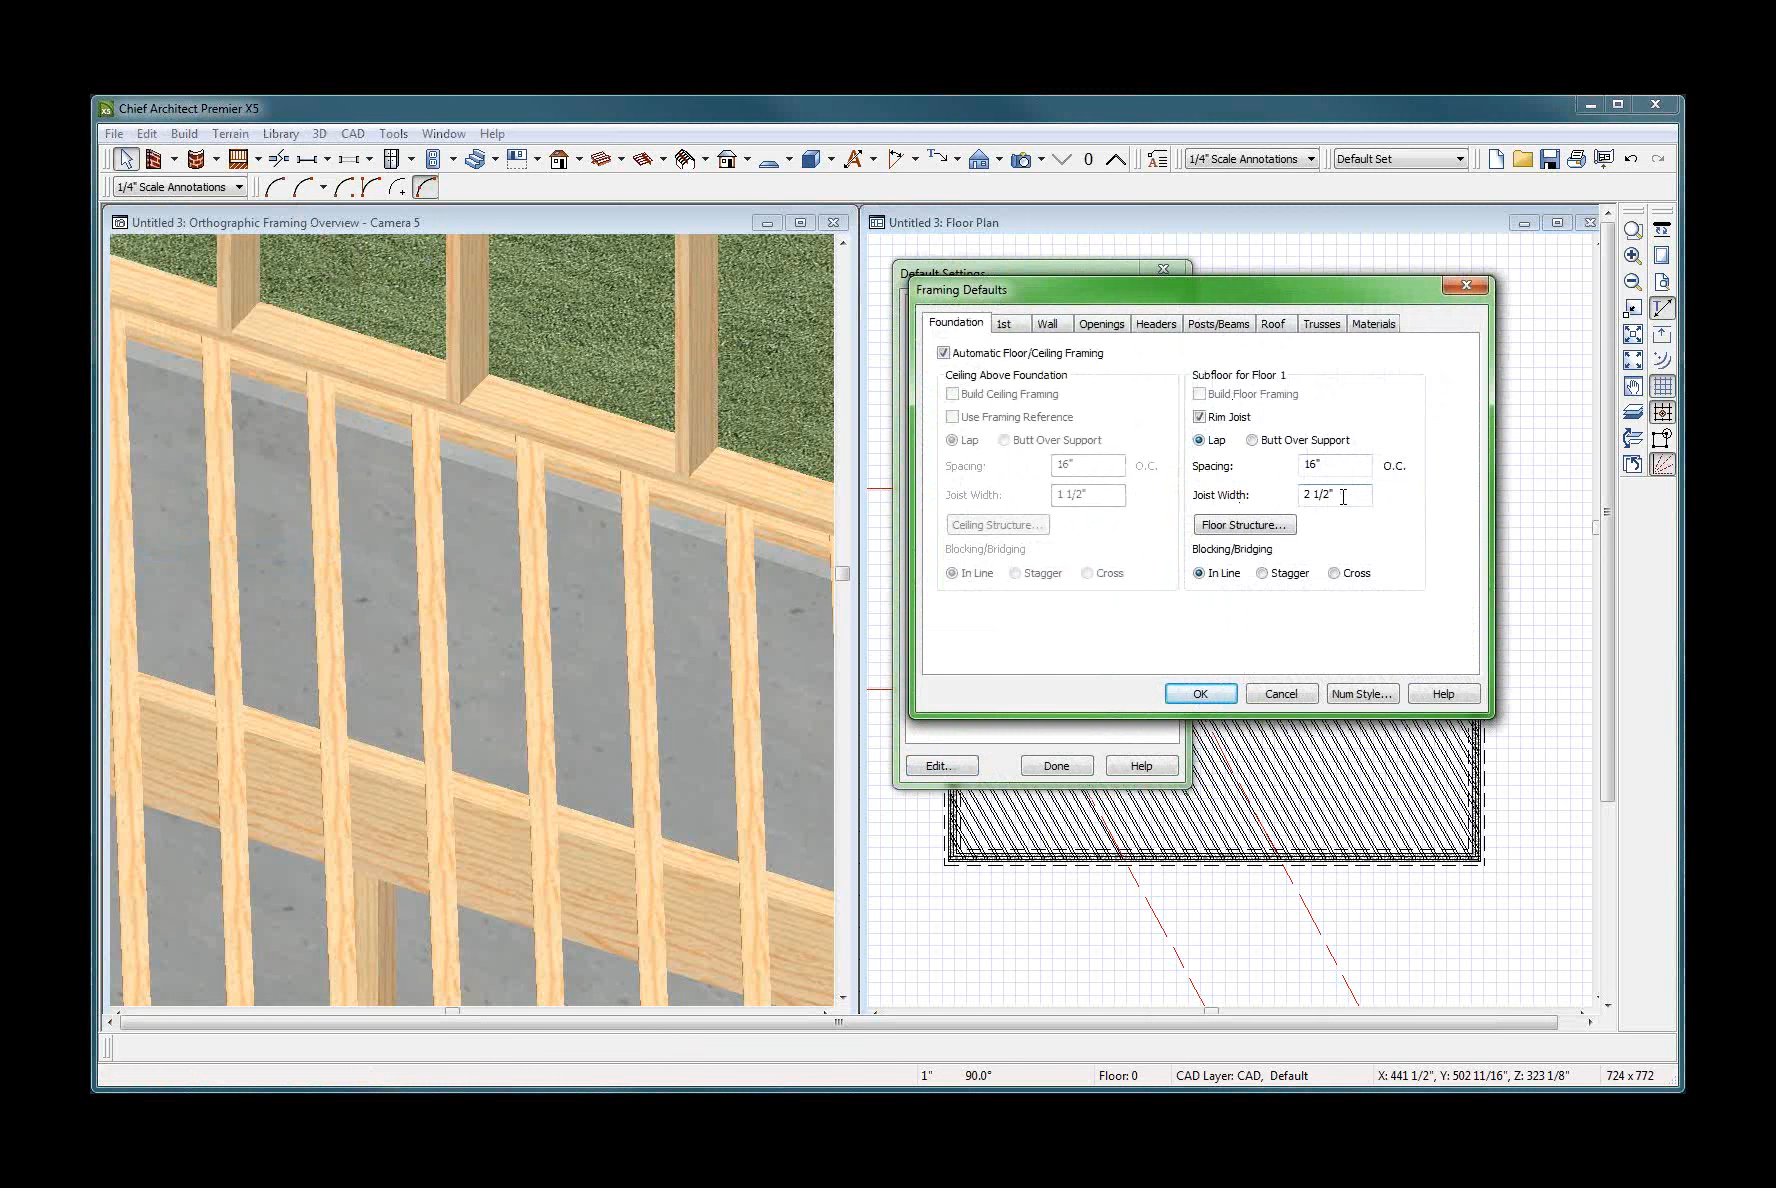 Chief Architect Premier X5
File Edit Build Terrain Library 3D CAD Tools Window Help
0 1/4" Scale Annotations Default Set
1/4" Scale Annotations
Untitled 3: Orthographic Framing Overview - Camera 5
Untitled 3: Floor Plan
Default Settings
Framing Defaults
Foundation 1st Wall Openings Headers Posts/Beams Roof Trusses Materials
Automatic Floor/Ceiling Framing
Ceiling Above Foundation
Build Ceiling Framing
Use Framing Reference
Lap Butt Over Support
Spacing: 16" O.C.
Joist Width: 1 1/2"
Ceiling Structure...
Blocking/Bridging
In Line Stagger Cross
Subfloor for Floor 1
Build Floor Framing
Rim Joist
Lap Butt Over Support
Spacing: 16" O.C.
Joist Width: 2 1/2"
Floor Structure...
Blocking/Bridging
In Line Stagger Cross
OK Cancel Num Style... Help
Edit... Done Help
1" 90.0° Floor: 0 CAD Layer: CAD, Default X: 441 1/2", Y: 502 11/16", Z: 323 1/8" 724 x 772